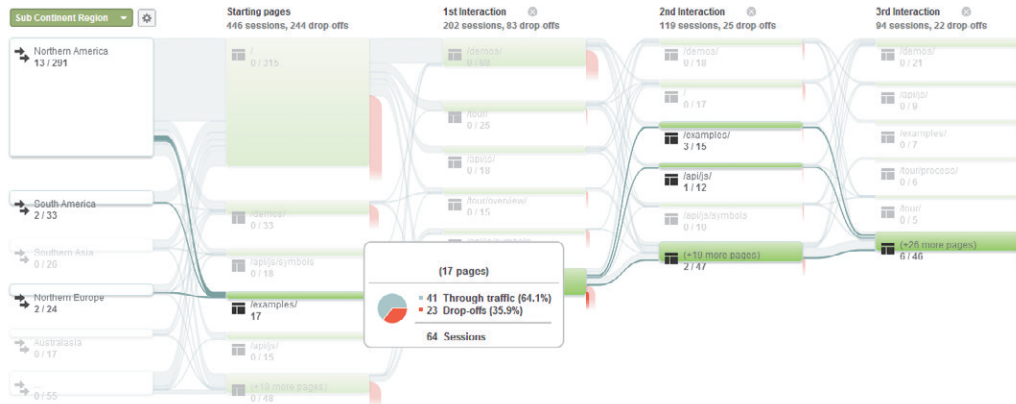 Sub Continent Region
Starting pages
446 sessions, 244 drop offs
1st Interaction
202 sessions, 83 drop offs
2nd Interaction
119 sessions, 25 drop offs
3rd Interaction
94 sessions, 22 drop offs
Northern America
13 / 291
South America
2 / 33
Southern Asia
0 / 26
Northern Europe
2 / 24
Australasia
0 / 17
...
0 / 55
/
0 / 315
/demos/
0 / 33
/api/js/symbols
0 / 18
/examples/
17
/api/js/
0 / 15
(+19 more pages)
0 / 48
/demos/
/tour/
0 / 25
/api/js/
0 / 18
/tour/overview/
0 / 15
/api/js/symbols
(17 pages)
41 Through traffic (64.1%)
23 Drop-offs (35.9%)
64 Sessions
/demos/
0 / 18
/
0 / 17
/examples/
3 / 15
/api/js/
1 / 12
/api/js/symbols
0 / 10
(+19 more pages)
2 / 47
/demos/
0 / 21
/api/js/
0 / 9
/examples/
0 / 7
/tour/process/
0 / 6
/tour/
0 / 5
(+26 more pages)
6 / 46